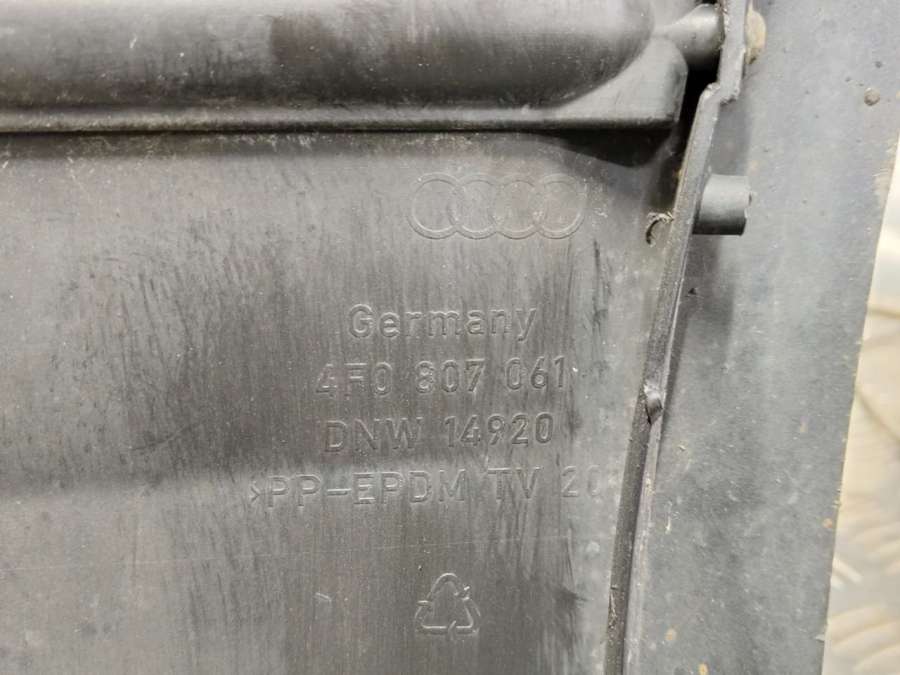 Germany
4F0 807 061
DNW 14920
>PP-EPDM TV 20